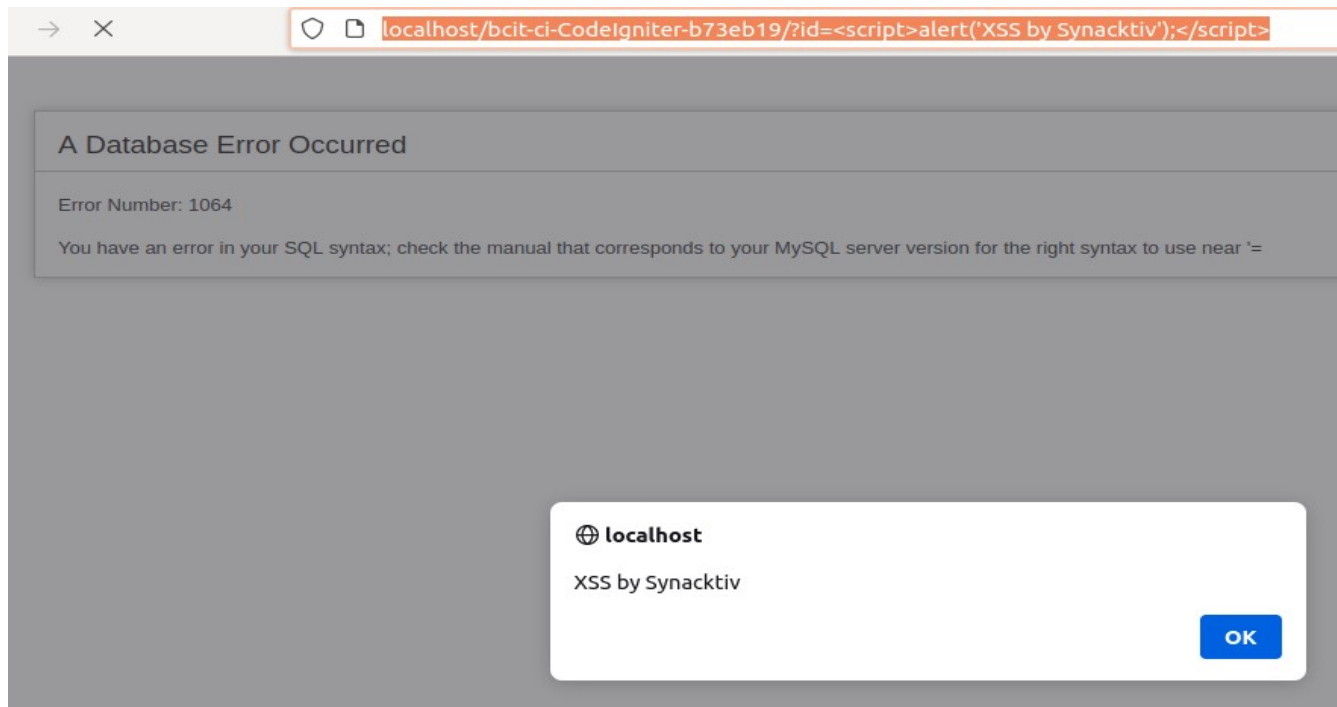 localhost/bcit-ci-CodeIgniter-b73eb19/?id=<script>alert('XSS by Synacktiv');</script>
A Database Error Occurred
Error Number: 1064
You have an error in your SQL syntax; check the manual that corresponds to your MySQL server version for the right syntax to use near '=
localhost
XSS by Synacktiv
OK